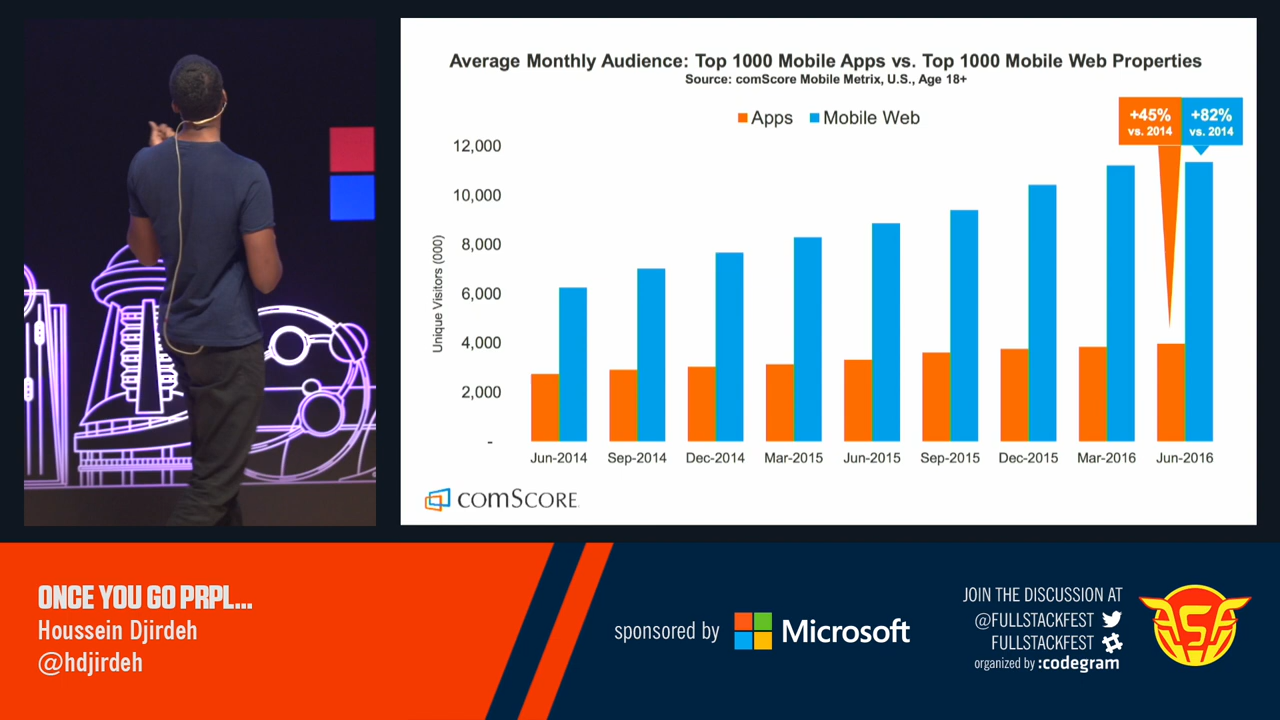 Average Monthly Audience: Top 1000 Mobile Apps vs. Top 1000 Mobile Web Properties
Source: comScore Mobile Metrix, U.S., Age 18+
Apps Mobile Web
+45% vs. 2014
+82% vs. 2014
Unique Visitors (000)
12,000
10,000
8,000
6,000
4,000
2,000
-
Jun-2014 Sep-2014 Dec-2014 Mar-2015 Jun-2015 Sep-2015 Dec-2015 Mar-2016 Jun-2016
comSCORE
ONCE YOU GO PRPL...
Houssein Djirdeh
@hdjirdeh
sponsored by Microsoft
JOIN THE DISCUSSION AT
@FULLSTACKFEST
FULLSTACKFEST
organized by :codegram
FSF